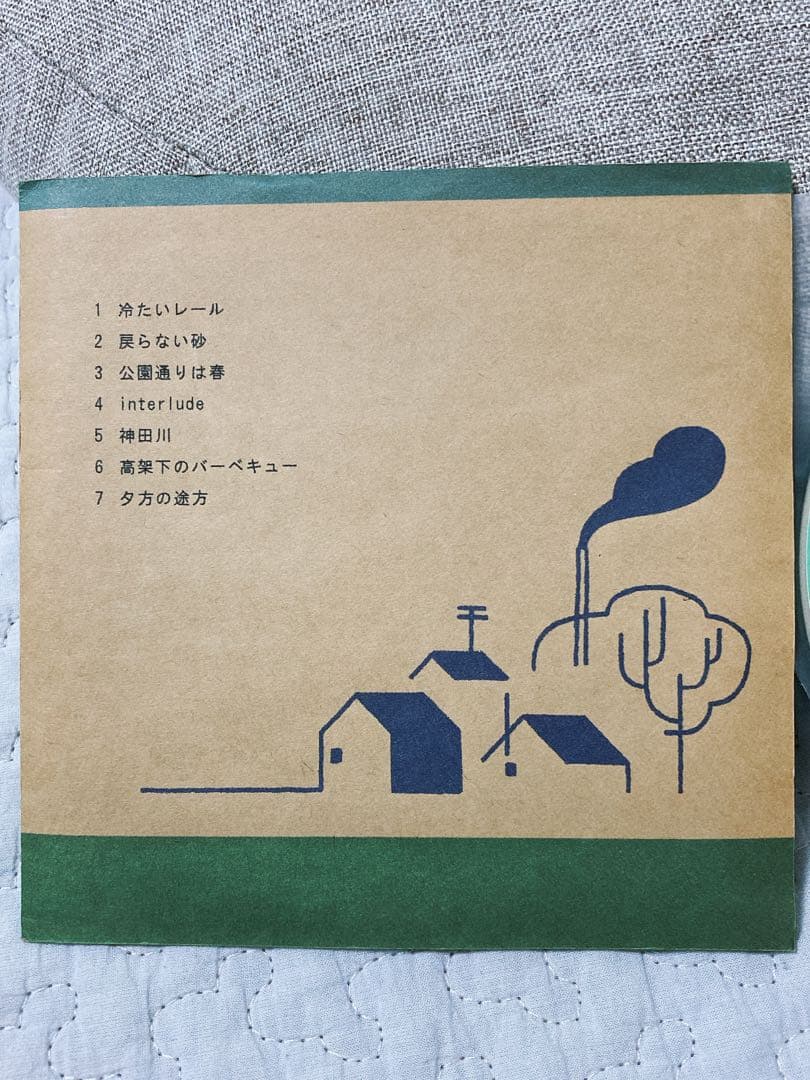 1 冷たいレール
2 戻らない砂
3 公園通りは春
4 interlude
5 神田川
6 高架下のバーベキュー
7 夕方の途方